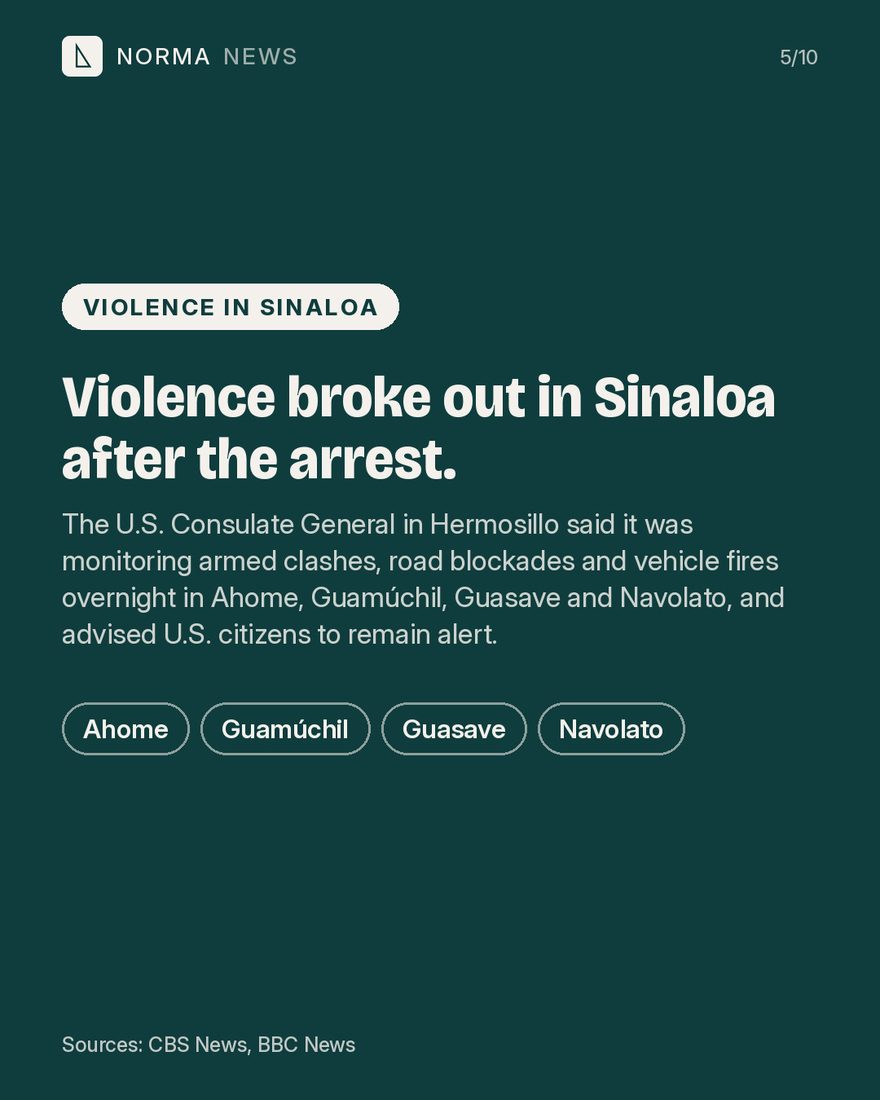 NORMA NEWS
5/10
VIOLENCE IN SINALOA
Violence broke out in Sinaloa
after the arrest.
The U.S. Consulate General in Hermosillo said it was
monitoring armed clashes, road blockades and vehicle fires
overnight in Ahome, Guamúchil, Guasave and Navolato, and
advised U.S. citizens to remain alert.
Ahome Guamúchil Guasave Navolato
Sources: CBS News, BBC News